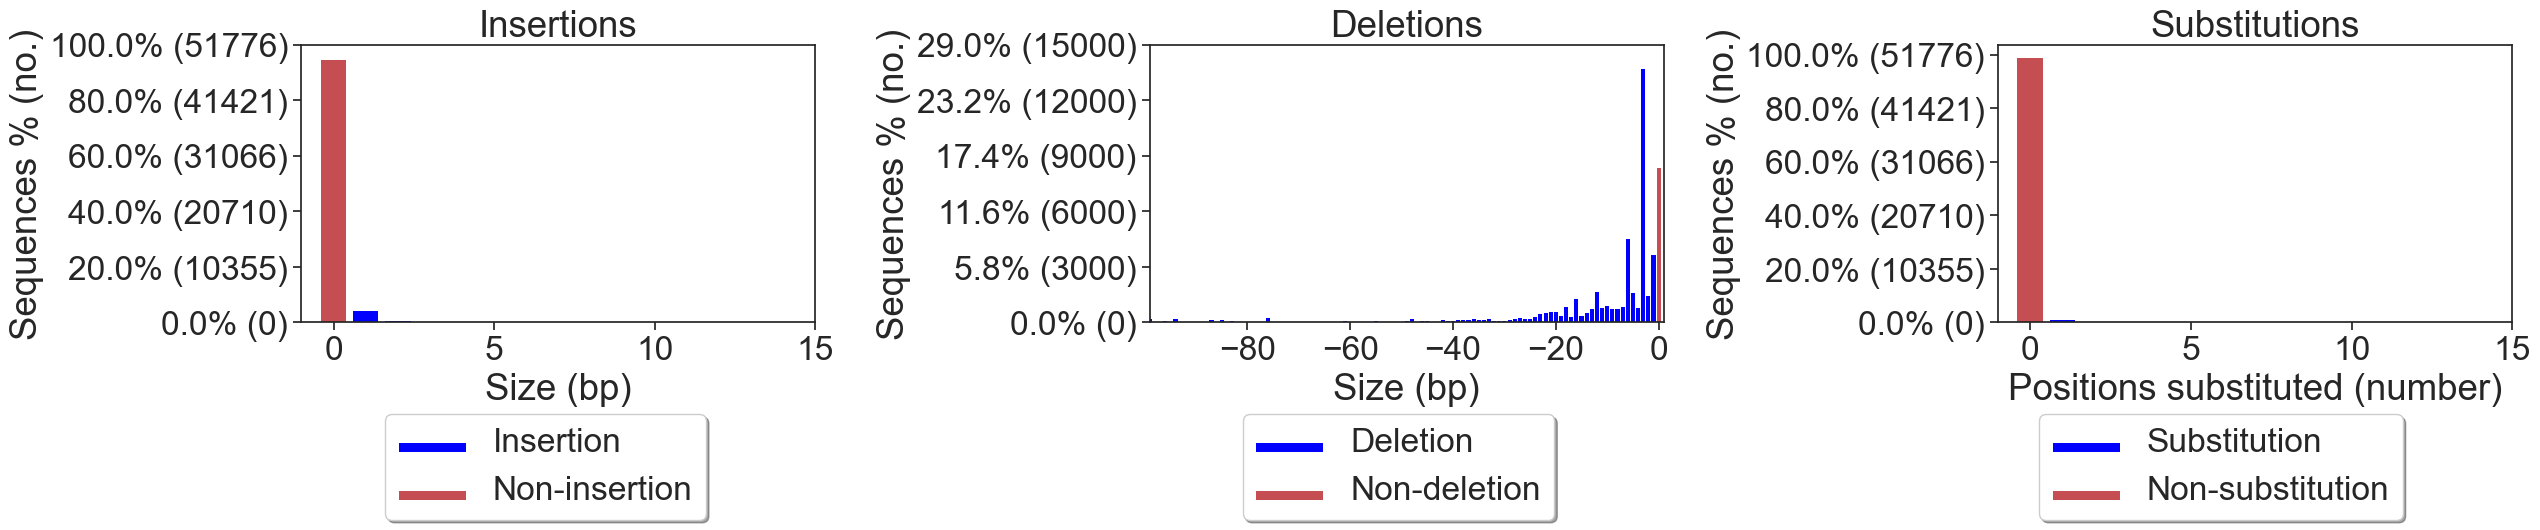 Insertions
Sequences % (no.)
100.0% (51776)
80.0% (41421)
60.0% (31066)
40.0% (20710)
20.0% (10355)
0.0% (0)
0 5 10 15
Size (bp)
Insertion
Non-insertion
Deletions
Sequences % (no.)
29.0% (15000)
23.2% (12000)
17.4% (9000)
11.6% (6000)
5.8% (3000)
0.0% (0)
−80 −60 −40 −20 0
Size (bp)
Deletion
Non-deletion
Substitutions
Sequences % (no.)
100.0% (51776)
80.0% (41421)
60.0% (31066)
40.0% (20710)
20.0% (10355)
0.0% (0)
0 5 10 15
Positions substituted (number)
Substitution
Non-substitution